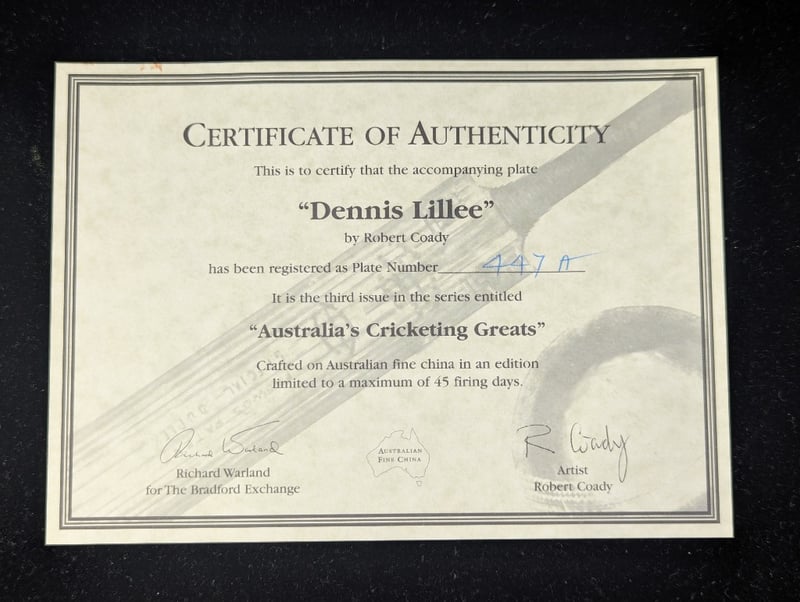 CERTIFICATE OF AUTHENTICITY
This is to certify that the accompanying plate
“Dennis Lillee”
by Robert Coady
has been registered as Plate Number 447 A
It is the third issue in the series entitled
“Australia’s Cricketing Greats”
Crafted on Australian fine china in an edition
limited to a maximum of 45 firing days.
Richard Warland
Richard Warland
for The Bradford Exchange
AUSTRALIAN
FINE CHINA
R Coady
Artist
Robert Coady